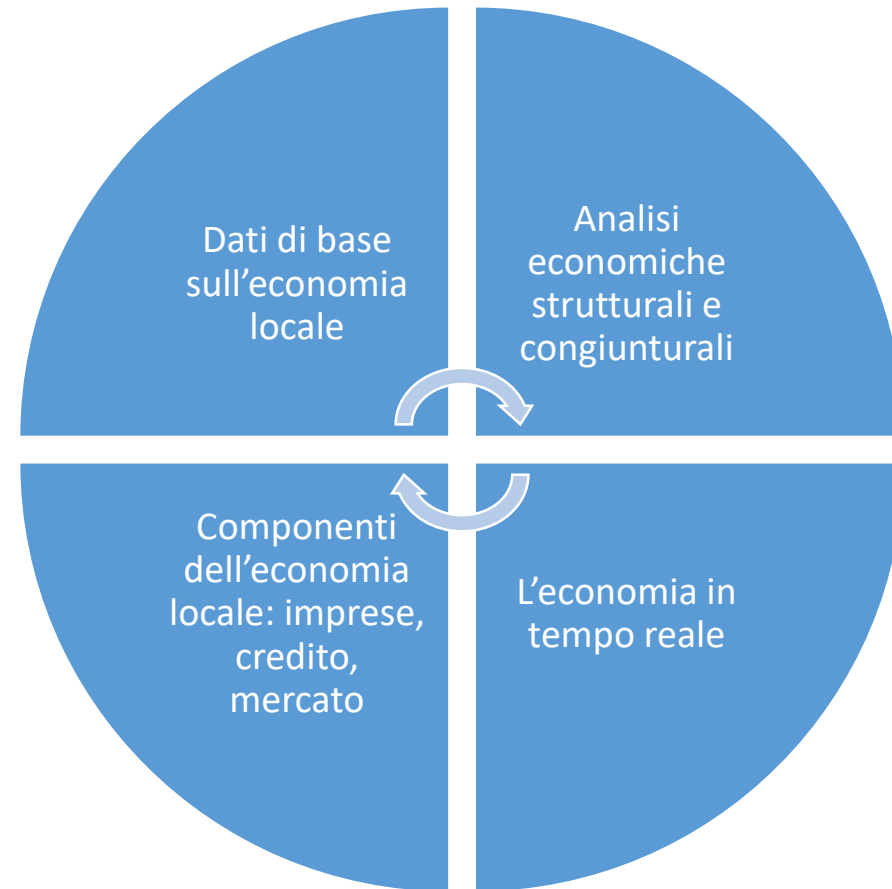 Dati di base
sull’economia
locale
Analisi
economiche
strutturali e
congiunturali
Componenti
dell’economia
locale: imprese,
credito,
mercato
L’economia in
tempo reale